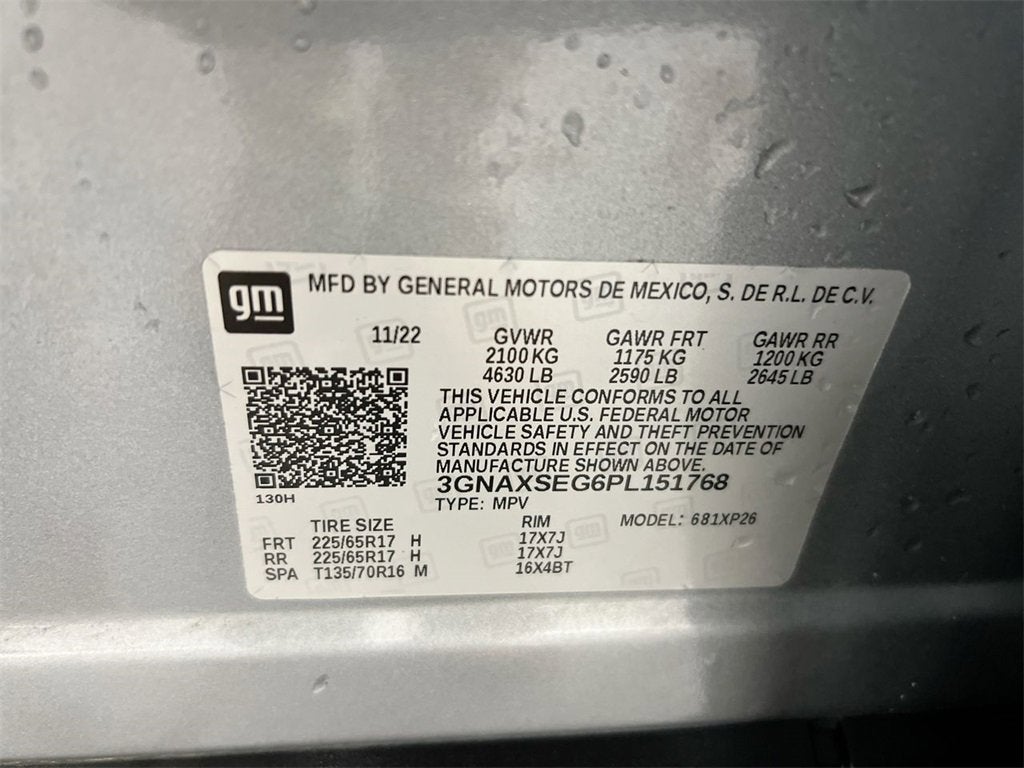 gm MFD BY GENERAL MOTORS DE MEXICO, S. DE R.L. DE C.V.
11/22 GVWR GAWR FRT GAWR RR
2100 KG 1175 KG 1200 KG
4630 LB 2590 LB 2645 LB
THIS VEHICLE CONFORMS TO ALL
APPLICABLE U.S. FEDERAL MOTOR
VEHICLE SAFETY AND THEFT PREVENTION
STANDARDS IN EFFECT ON THE DATE OF
MANUFACTURE SHOWN ABOVE.
130H 3GNAXSEG6PL151768
TYPE: MPV
TIRE SIZE RIM MODEL: 681XP26
FRT 225/65R17 H 17X7J
RR 225/65R17 H 17X7J
SPA T135/70R16 M 16X4BT